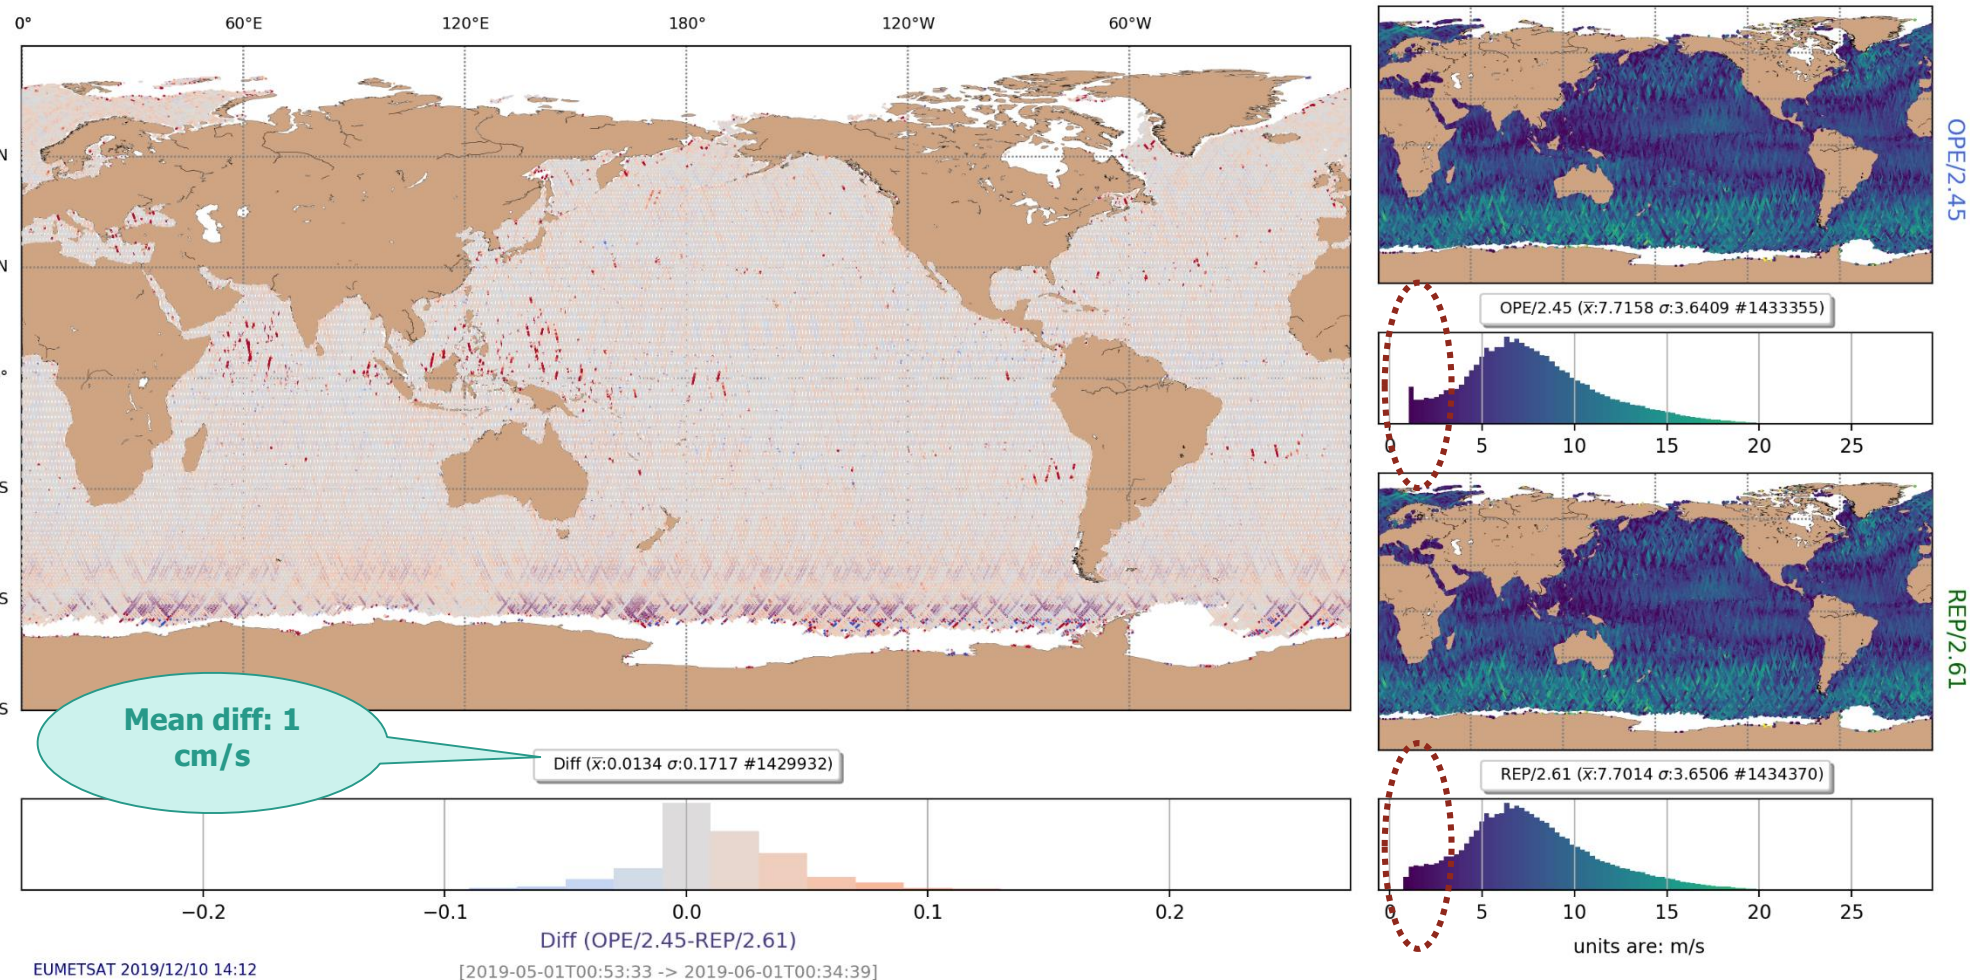 0° 60°E 120°E 180° 120°W 60°W
N
N
°
S
S
S
OPE/2.45
OPE/2.45 (x̅:7.7158 σ:3.6409 #1433355)
0 5 10 15 20 25
REP/2.61
Mean diff: 1
cm/s
Diff (x̅:0.0134 σ:0.1717 #1429932)
REP/2.61 (x̅:7.7014 σ:3.6506 #1434370)
−0.2 −0.1 0.0 0.1 0.2
0 5 10 15 20 25
Diff (OPE/2.45-REP/2.61)
units are: m/s
EUMETSAT 2019/12/10 14:12
[2019-05-01T00:53:33 -> 2019-06-01T00:34:39]